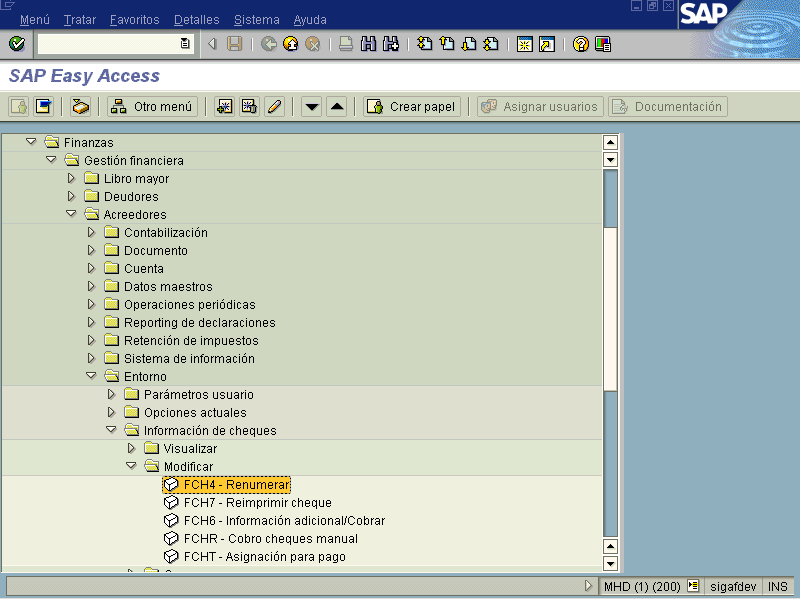 Menú Tratar Favoritos Detalles Sistema Ayuda
SAP
SAP Easy Access
Otro menú Crear papel Asignar usuarios Documentación
Finanzas
Gestión financiera
Libro mayor
Deudores
Acreedores
Contabilización
Documento
Cuenta
Datos maestros
Operaciones periódicas
Reporting de declaraciones
Retención de impuestos
Sistema de información
Entorno
Parámetros usuario
Opciones actuales
Información de cheques
Visualizar
Modificar
FCH4 - Renumerar
FCH7 - Reimprimir cheque
FCH6 - Información adicional/Cobrar
FCHR - Cobro cheques manual
FCHT - Asignación para pago
MHD (1) (200) sigafdev INS